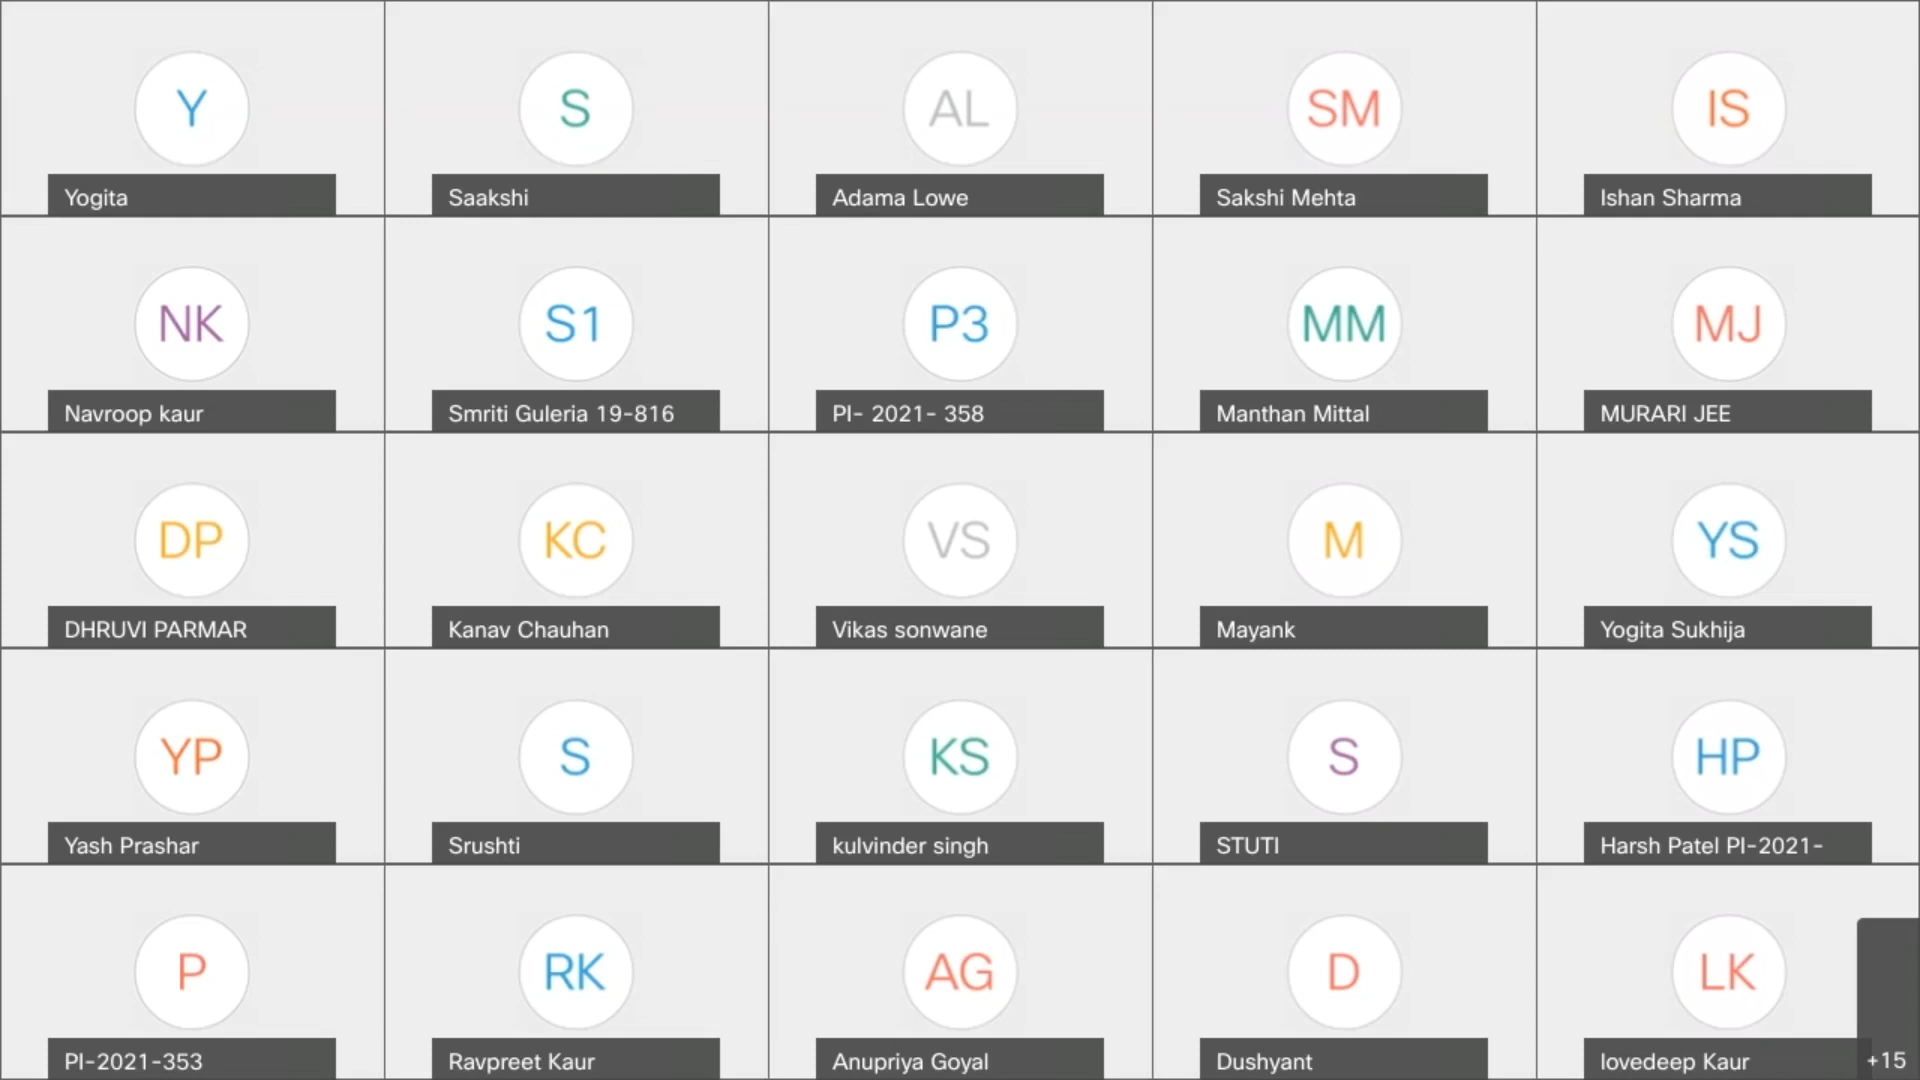 Y
Yogita
S
Saakshi
AL
Adama Lowe
SM
Sakshi Mehta
IS
Ishan Sharma
NK
Navroop kaur
S1
Smriti Guleria 19-816
P3
PI- 2021- 358
MM
Manthan Mittal
MJ
MURARI JEE
DP
DHRUVI PARMAR
KC
Kanav Chauhan
VS
Vikas sonwane
M
Mayank
YS
Yogita Sukhija
YP
Yash Prashar
S
Srushti
KS
kulvinder singh
S
STUTI
HP
Harsh Patel PI-2021-
P
PI-2021-353
RK
Ravpreet Kaur
AG
Anupriya Goyal
D
Dushyant
LK
lovedeep Kaur
+15